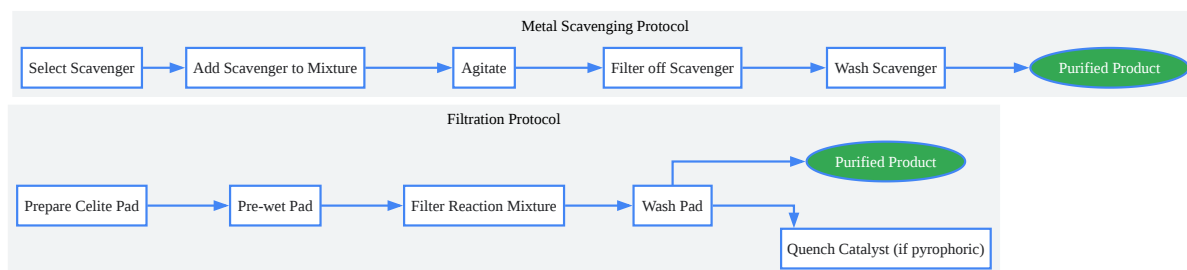 Metal Scavenging Protocol
Select Scavenger
Add Scavenger to Mixture
Agitate
Filter off Scavenger
Wash Scavenger
Purified Product
Filtration Protocol
Prepare Celite Pad
Pre-wet Pad
Filter Reaction Mixture
Wash Pad
Purified Product
Quench Catalyst (if pyrophoric)